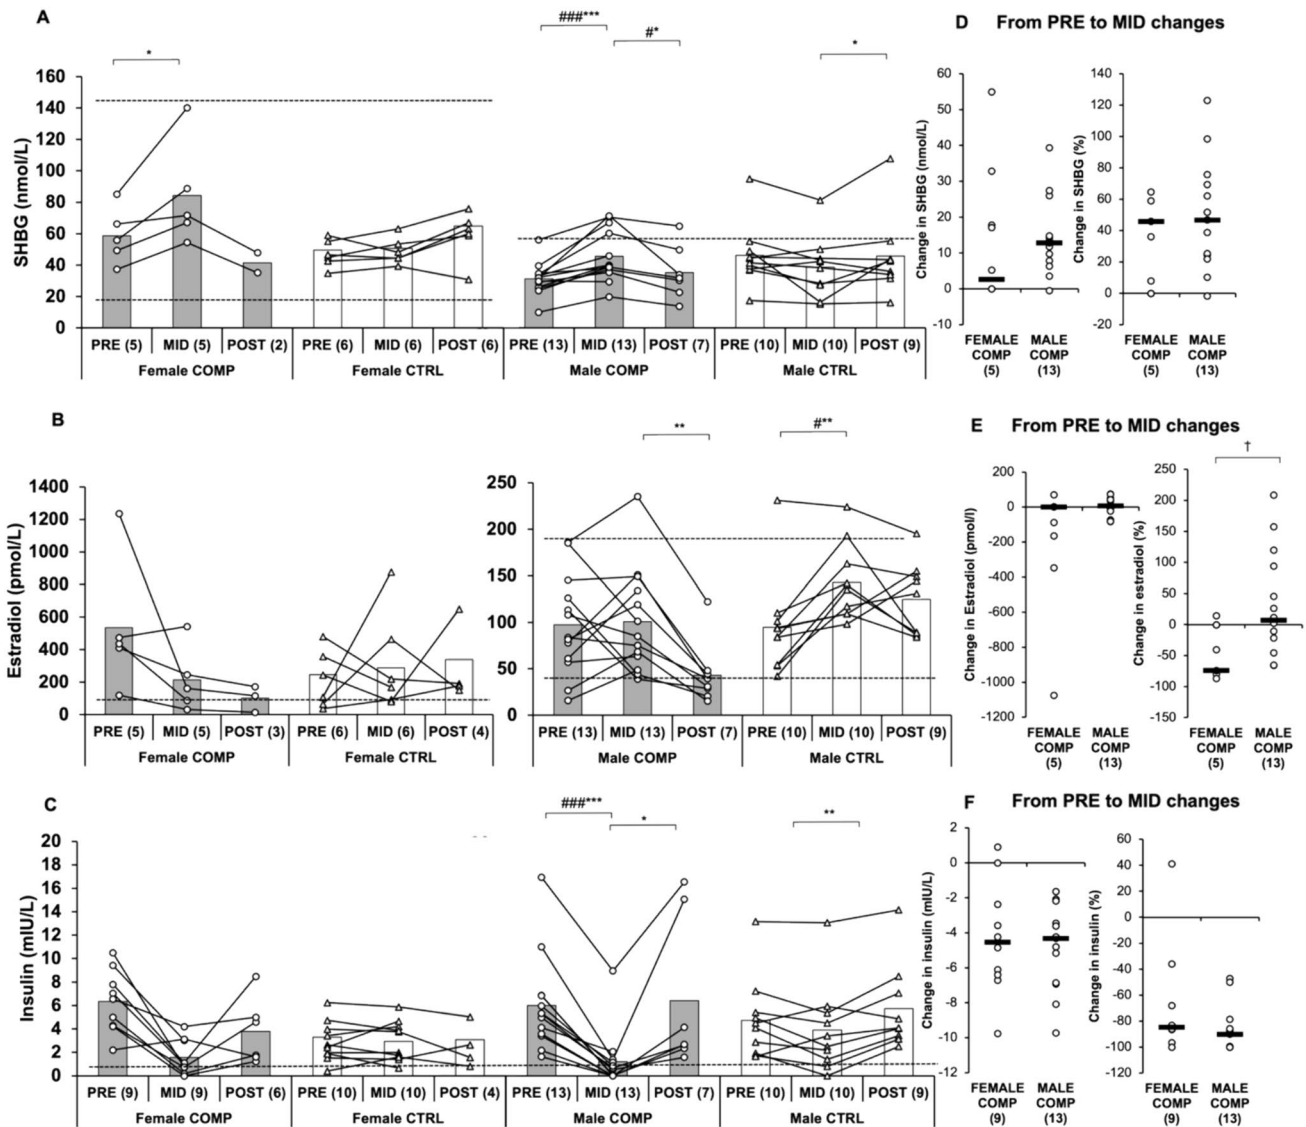 A
###***
#*
*
*
SHBG (nmol/L)
160
140
120
100
80
60
40
20
0
PRE (5) MID (5) POST (2) PRE (6) MID (6) POST (6) PRE (13) MID (13) POST (7) PRE (10) MID (10) POST (9)
Female COMP Female CTRL Male COMP Male CTRL
D From PRE to MID changes
Change in SHBG (nmol/L)
60
50
40
30
20
10
0
-10
FEMALE MALE
COMP COMP
(5) (13)
Change in SHBG (%)
140
120
100
80
60
40
20
0
-20
FEMALE MALE
COMP COMP
(5) (13)
B
Estradiol (pmol/L)
1400
1200
1000
800
600
400
200
0
PRE (5) MID (5) POST (3) PRE (6) MID (6) POST (4)
Female COMP Female CTRL
**
#**
250
200
150
100
50
0
PRE (13) MID (13) POST (7) PRE (10) MID (10) POST (9)
Male COMP Male CTRL
E From PRE to MID changes
Change in Estradiol (pmol/l)
200
0
-200
-400
-600
-800
-1000
-1200
FEMALE MALE
COMP COMP
(5) (13)
†
Change in estradiol (%)
250
200
150
100
50
0
-50
-100
-150
FEMALE MALE
COMP COMP
(5) (13)
C
###***
*
**
Insulin (mIU/L)
20
18
16
14
12
10
8
6
4
2
0
PRE (9) MID (9) POST (6) PRE (10) MID (10) POST (4) PRE (13) MID (13) POST (7) PRE (10) MID (10) POST (9)
Female COMP Female CTRL Male COMP Male CTRL
F From PRE to MID changes
Change in insulin (mIU/L)
2
0
-2
-4
-6
-8
-10
-12
FEMALE MALE
COMP COMP
(9) (13)
Change in insulin (%)
60
40
20
0
-20
-40
-60
-80
-100
-120
FEMALE MALE
COMP COMP
(9) (13)